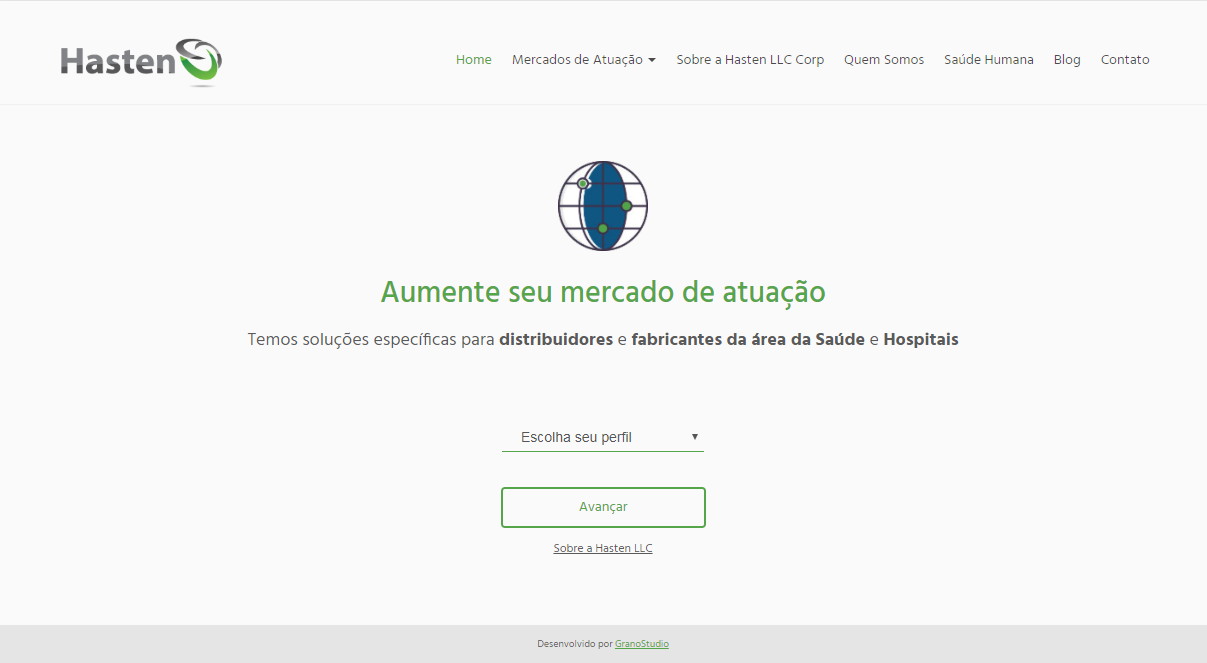 Hasten
Home Mercados de Atuação Sobre a Hasten LLC Corp Quem Somos Saúde Humana Blog Contato
Aumente seu mercado de atuação
Temos soluções específicas para distribuidores e fabricantes da área da Saúde e Hospitais
Escolha seu perfil
Avançar
Sobre a Hasten LLC
Desenvolvido por GranoStudio